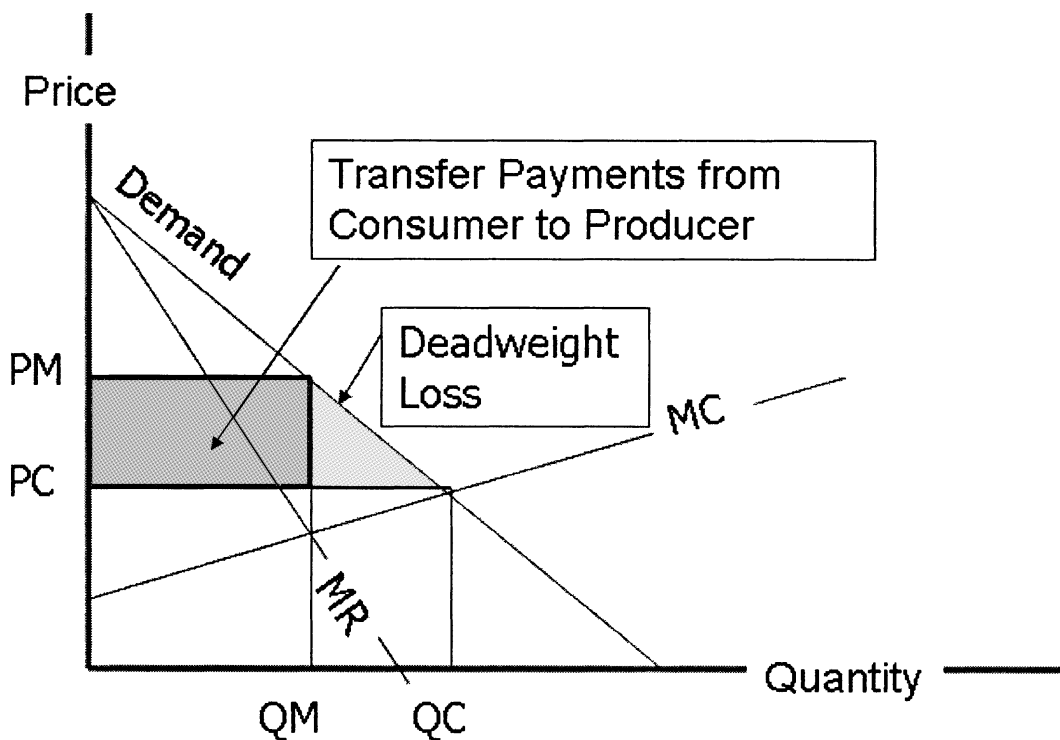 Price
Demand
Transfer Payments from
Consumer to Producer
Deadweight
Loss
PM
MC
PC
MR
Quantity
QM
QC